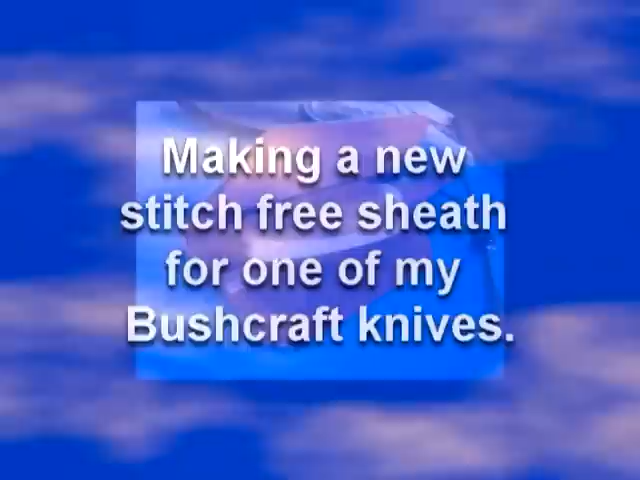 Making a new
stitch free sheath
for one of my
Bushcraft knives.